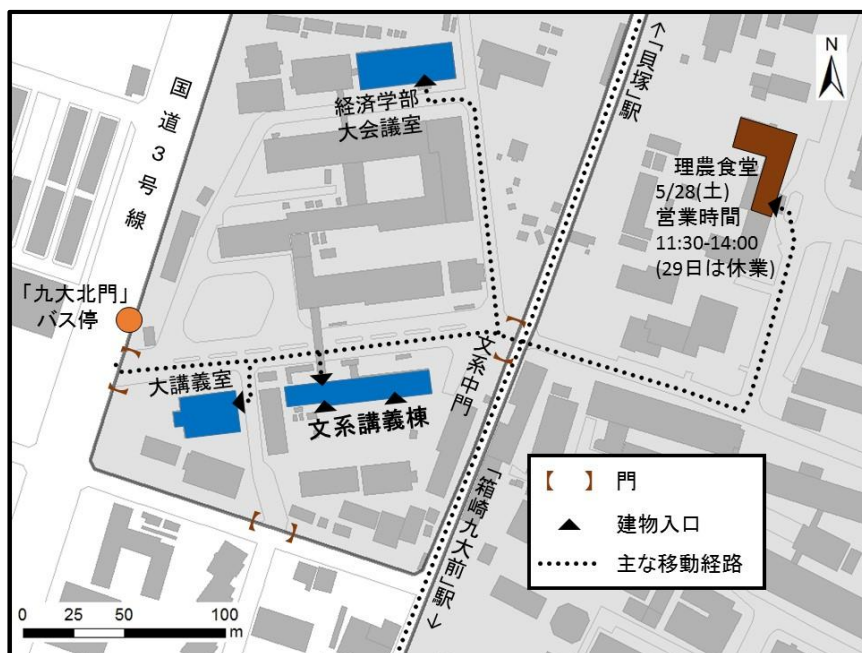 国道3号線
経済学部
大会議室
↑「貝塚」駅
N
理農食堂
5/28(土)
営業時間
11:30-14:00
(29日は休業)
「九大北門」
バス停
大講義室
文系講義棟
文系中門
「箱崎九大前」駅↓
【 】 門
▲ 建物入口
主な移動経路
0 25 50 100
m